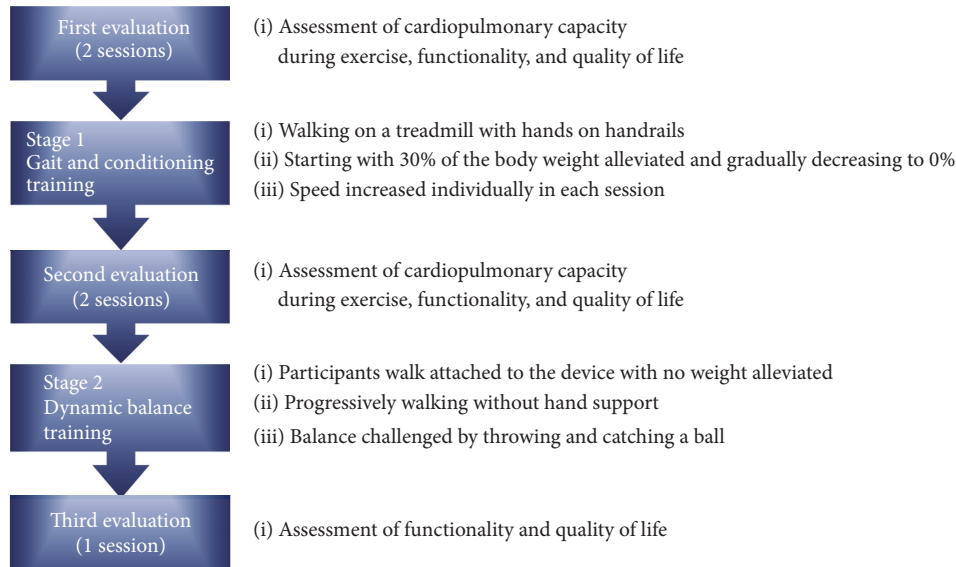 First evaluation
(2 sessions)
(i) Assessment of cardiopulmonary capacity
during exercise, functionality, and quality of life
Stage 1
Gait and conditioning
training
(i) Walking on a treadmill with hands on handrails
(ii) Starting with 30% of the body weight alleviated and gradually decreasing to 0%
(iii) Speed increased individually in each session
Second evaluation
(2 sessions)
(i) Assessment of cardiopulmonary capacity
during exercise, functionality, and quality of life
Stage 2
Dynamic balance
training
(i) Participants walk attached to the device with no weight alleviated
(ii) Progressively walking without hand support
(iii) Balance challenged by throwing and catching a ball
Third evaluation
(1 session)
(i) Assessment of functionality and quality of life